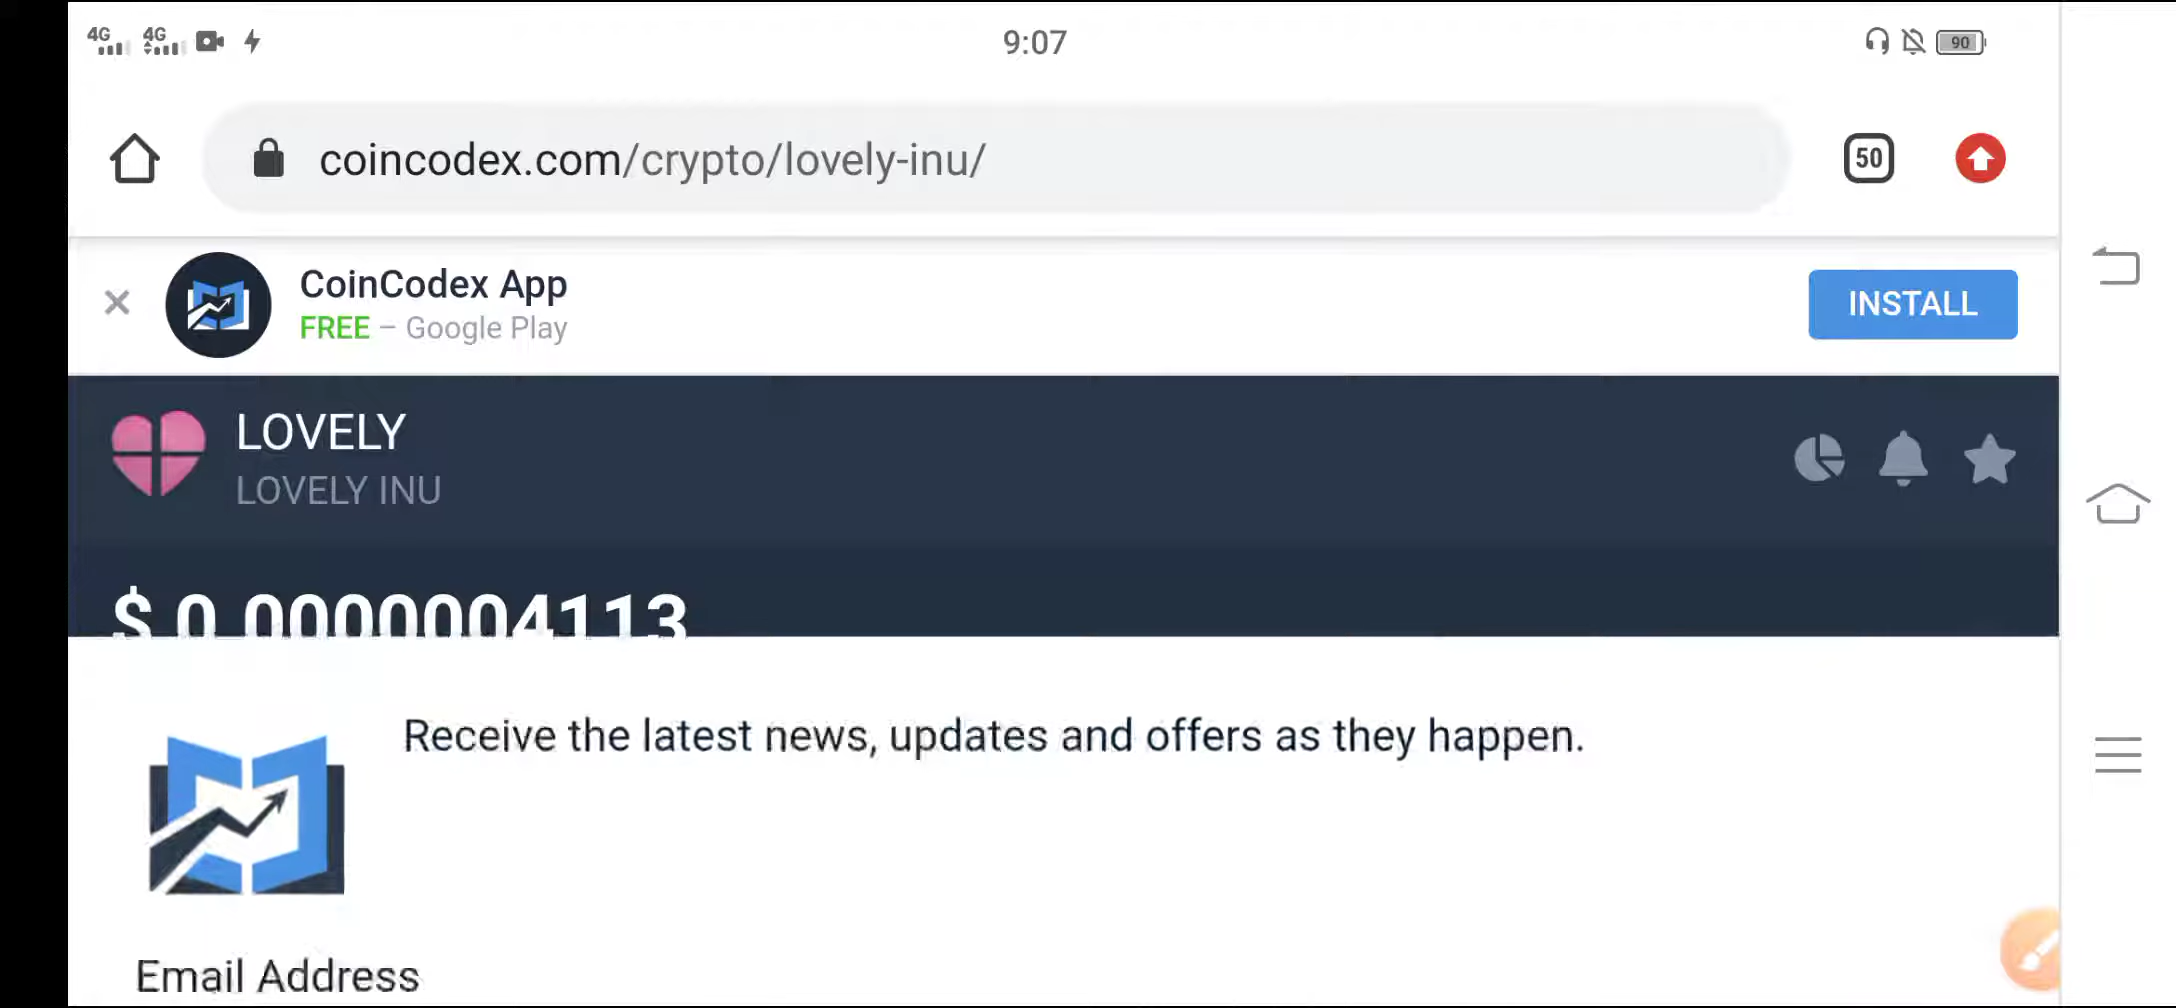 4G 4G 9:07 90
coincodex.com/crypto/lovely-inu/ 50
CoinCodex App
FREE – Google Play
INSTALL
LOVELY
LOVELY INU
$ 0.0000004113
Receive the latest news, updates and offers as they happen.
Email Address